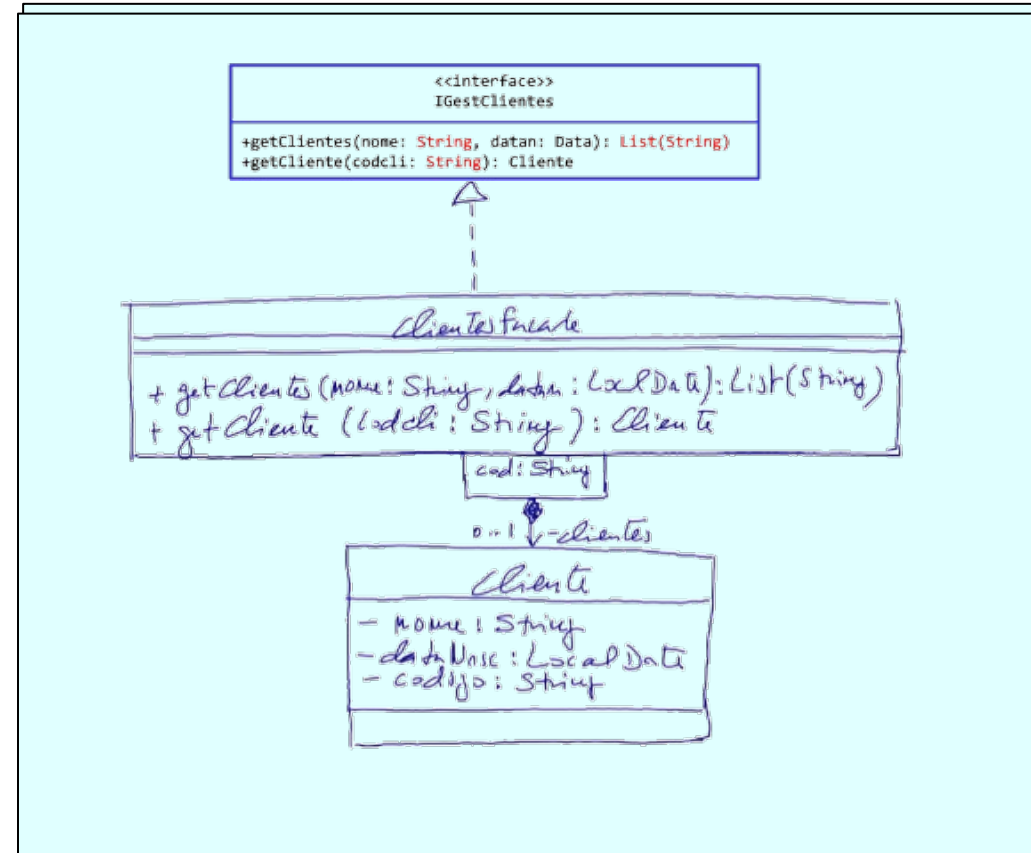 <<interface>>
IGestClientes
+getClientes(nome: String, datan: Data): List(String)
+getCliente(codcli: String): Cliente
ClientesFacade
+ getClientes (nome: String, datan: LocalData): List(String)
+ getCliente (codcli: String): Cliente
cod: String
0..1 -clientes
Cliente
- nome: String
- dataNasc: LocalDate
- codigo: String